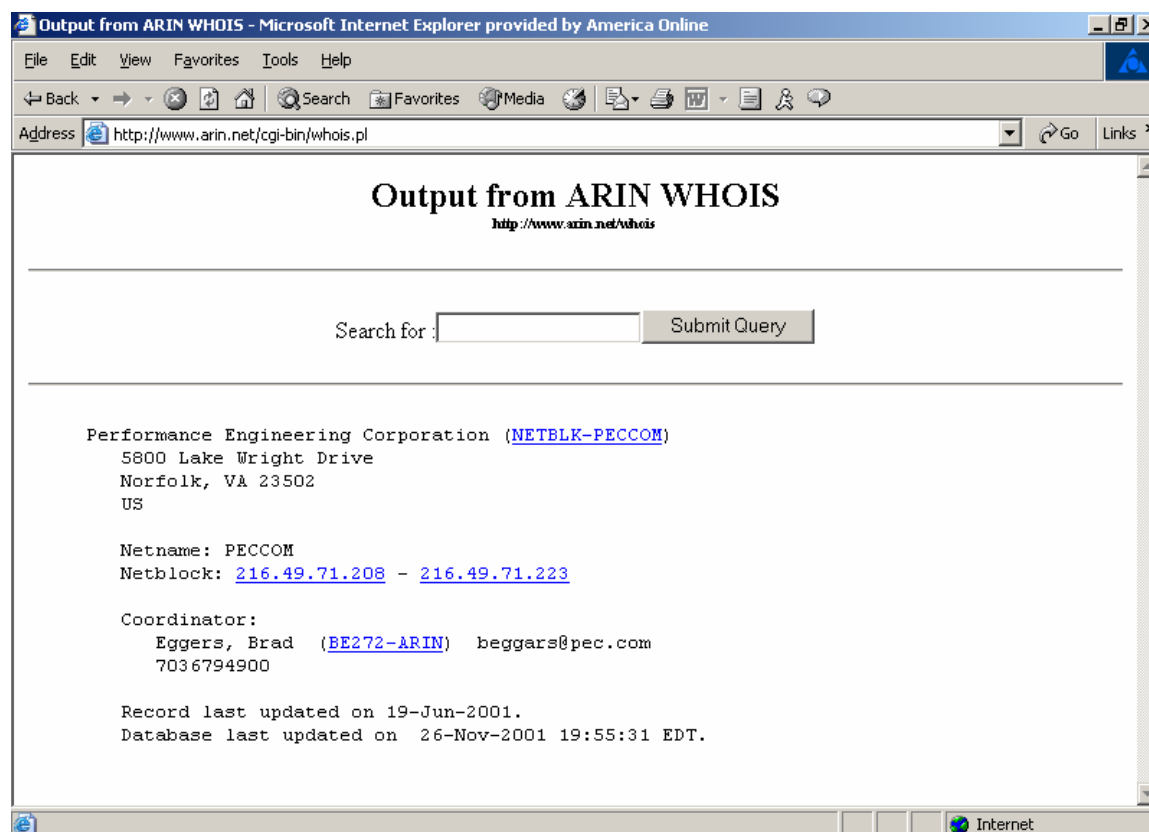 Output from ARIN WHOIS - Microsoft Internet Explorer provided by America Online
File Edit View Favorites Tools Help
Back Search Favorites Media
Address http://www.arin.net/cgi-bin/whois.pl Go Links
Output from ARIN WHOIS
http://www.arin.net/whois
Search for : Submit Query
Performance Engineering Corporation (NETBLK-PECCOM)
5800 Lake Wright Drive
Norfolk, VA 23502
US
Netname: PECCOM
Netblock: 216.49.71.208 - 216.49.71.223
Coordinator:
Eggers, Brad (BE272-ARIN) beggars@pec.com
7036794900
Record last updated on 19-Jun-2001.
Database last updated on 26-Nov-2001 19:55:31 EDT.
Internet